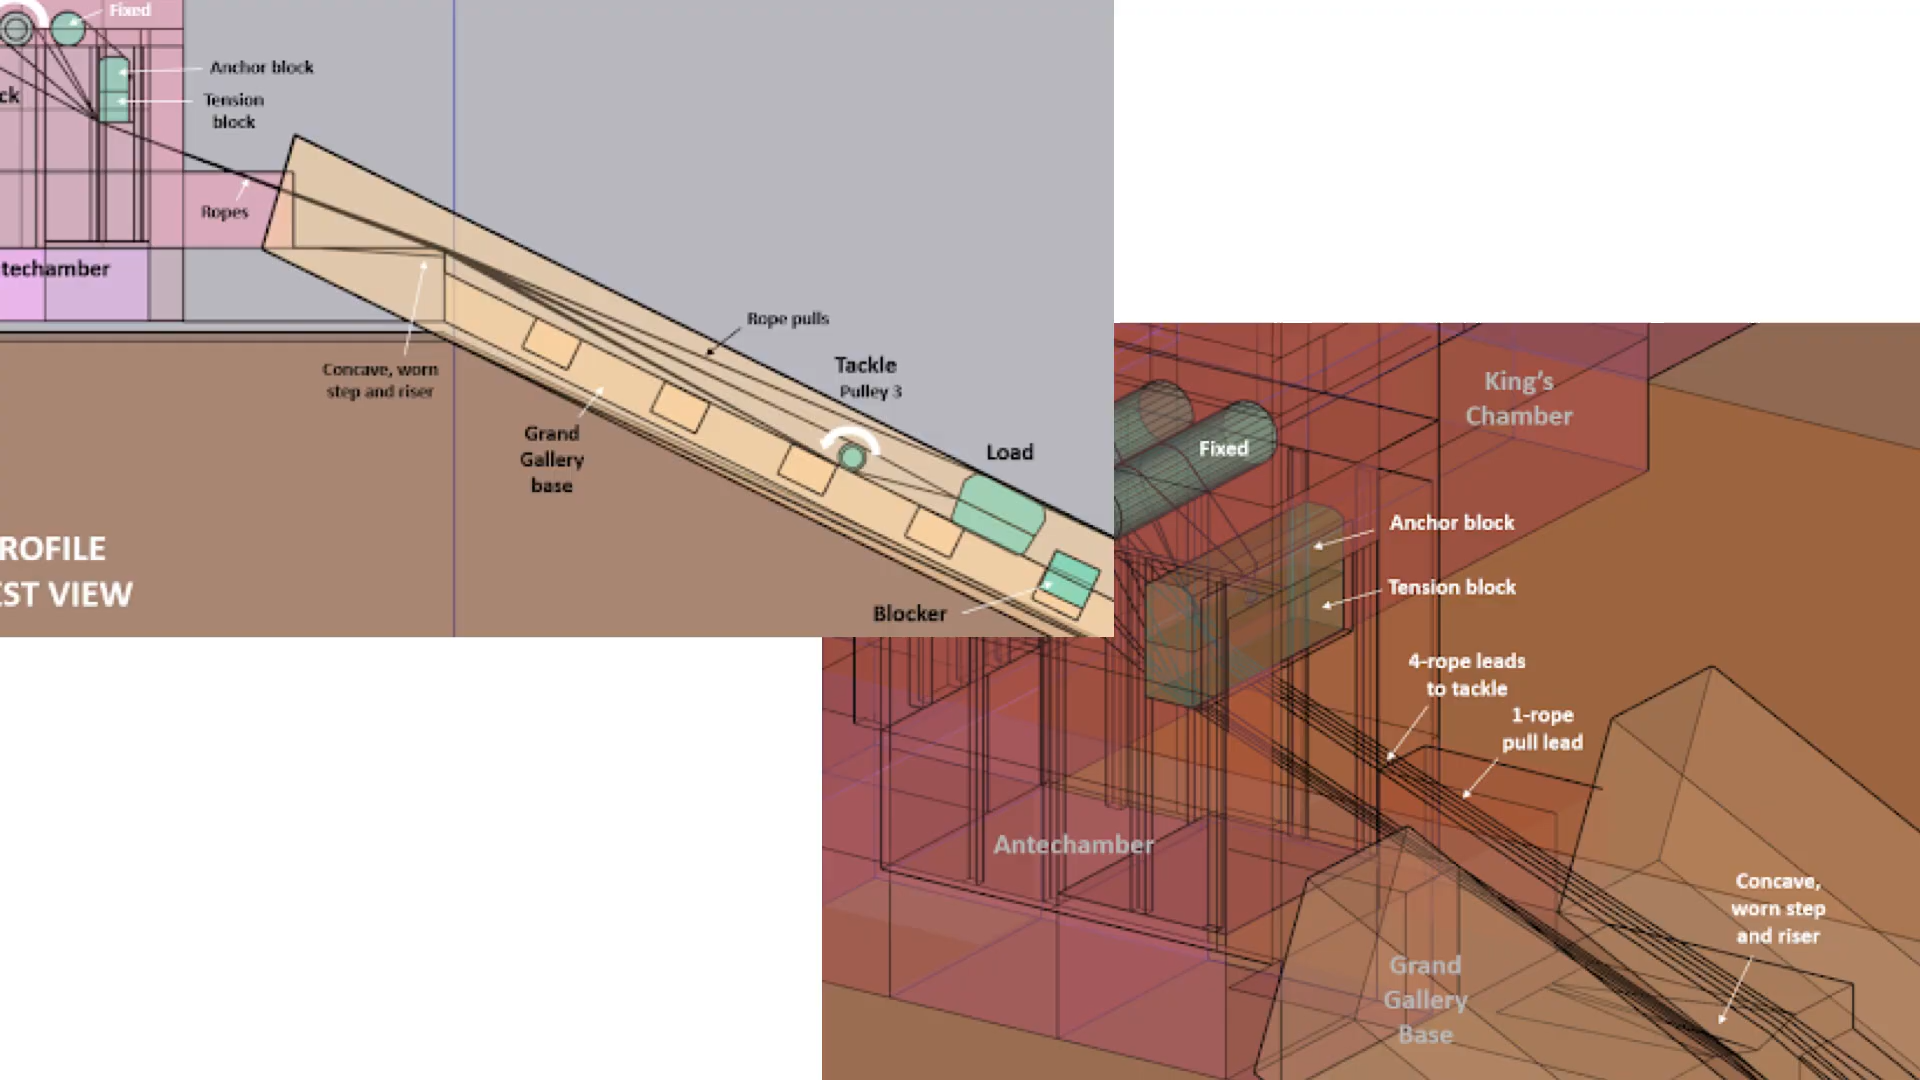 Fixed
Anchor block
Tension
block
ck
Ropes
techamber
Concave, worn
step and riser
Rope pulls
Tackle
Pulley 3
Grand
Gallery
base
Load
ROFILE
EST VIEW
Blocker
King's
Chamber
Fixed
Anchor block
Tension block
4-rope leads
to tackle
1-rope
pull lead
Antechamber
Concave,
worn step
and riser
Grand
Gallery
Base